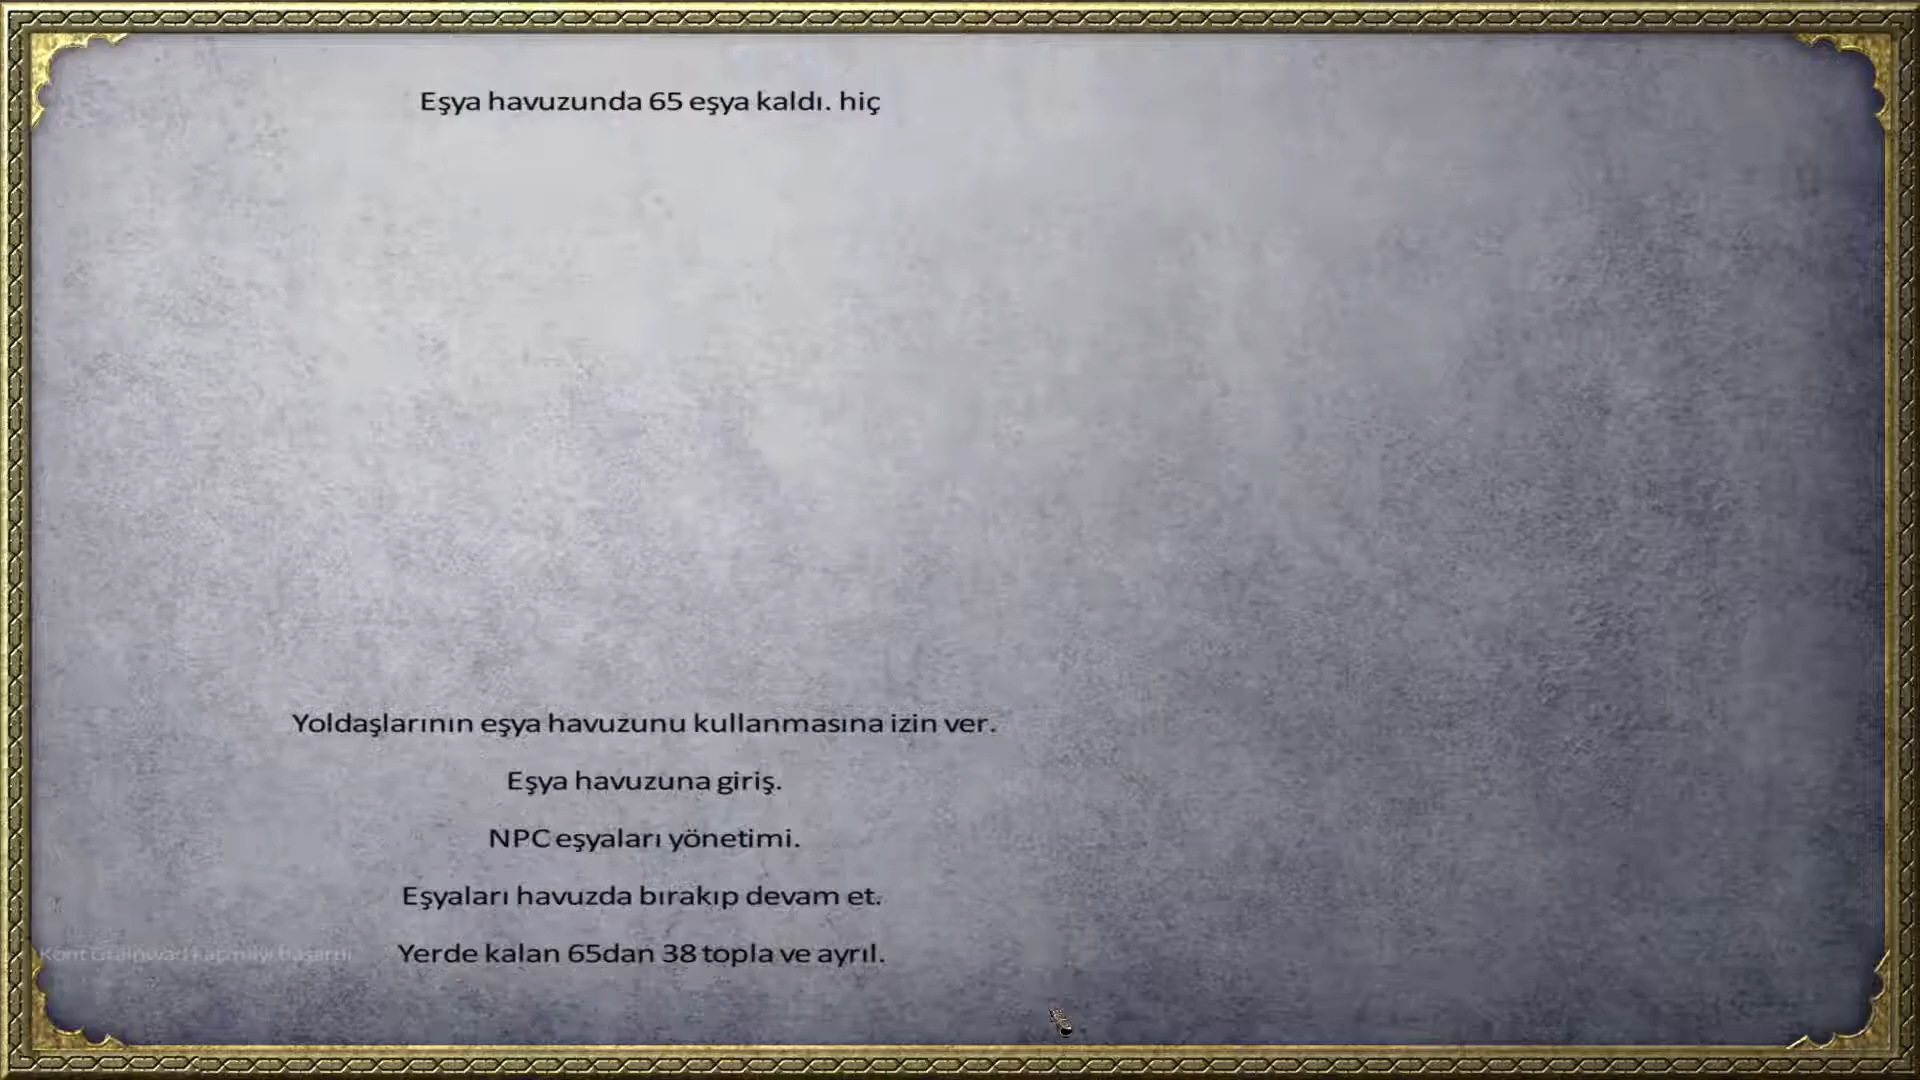 Eşya havuzunda 65 eşya kaldı. hiç
Yoldaşlarının eşya havuzunu kullanmasına izin ver.
Eşya havuzuna giriş.
NPC eşyaları yönetimi.
Eşyaları havuzda bırakıp devam et.
Yerde kalan 65dan 38 topla ve ayrıl.